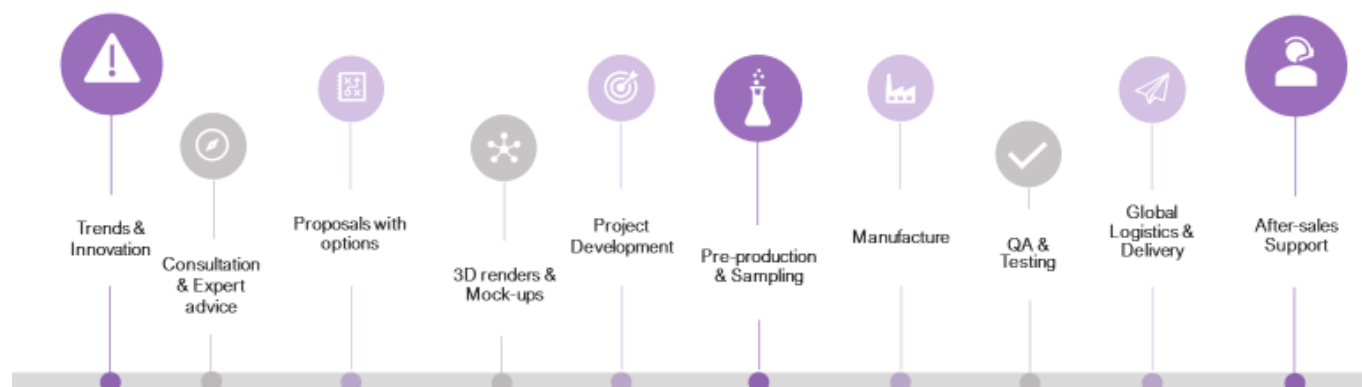 Trends &
Innovation
Consultation
& Expert
advice
Proposals with
options
3D renders &
Mock-ups
Project
Development
Pre-production
& Sampling
Manufacture
QA &
Testing
Global
Logistics &
Delivery
After-sales
Support